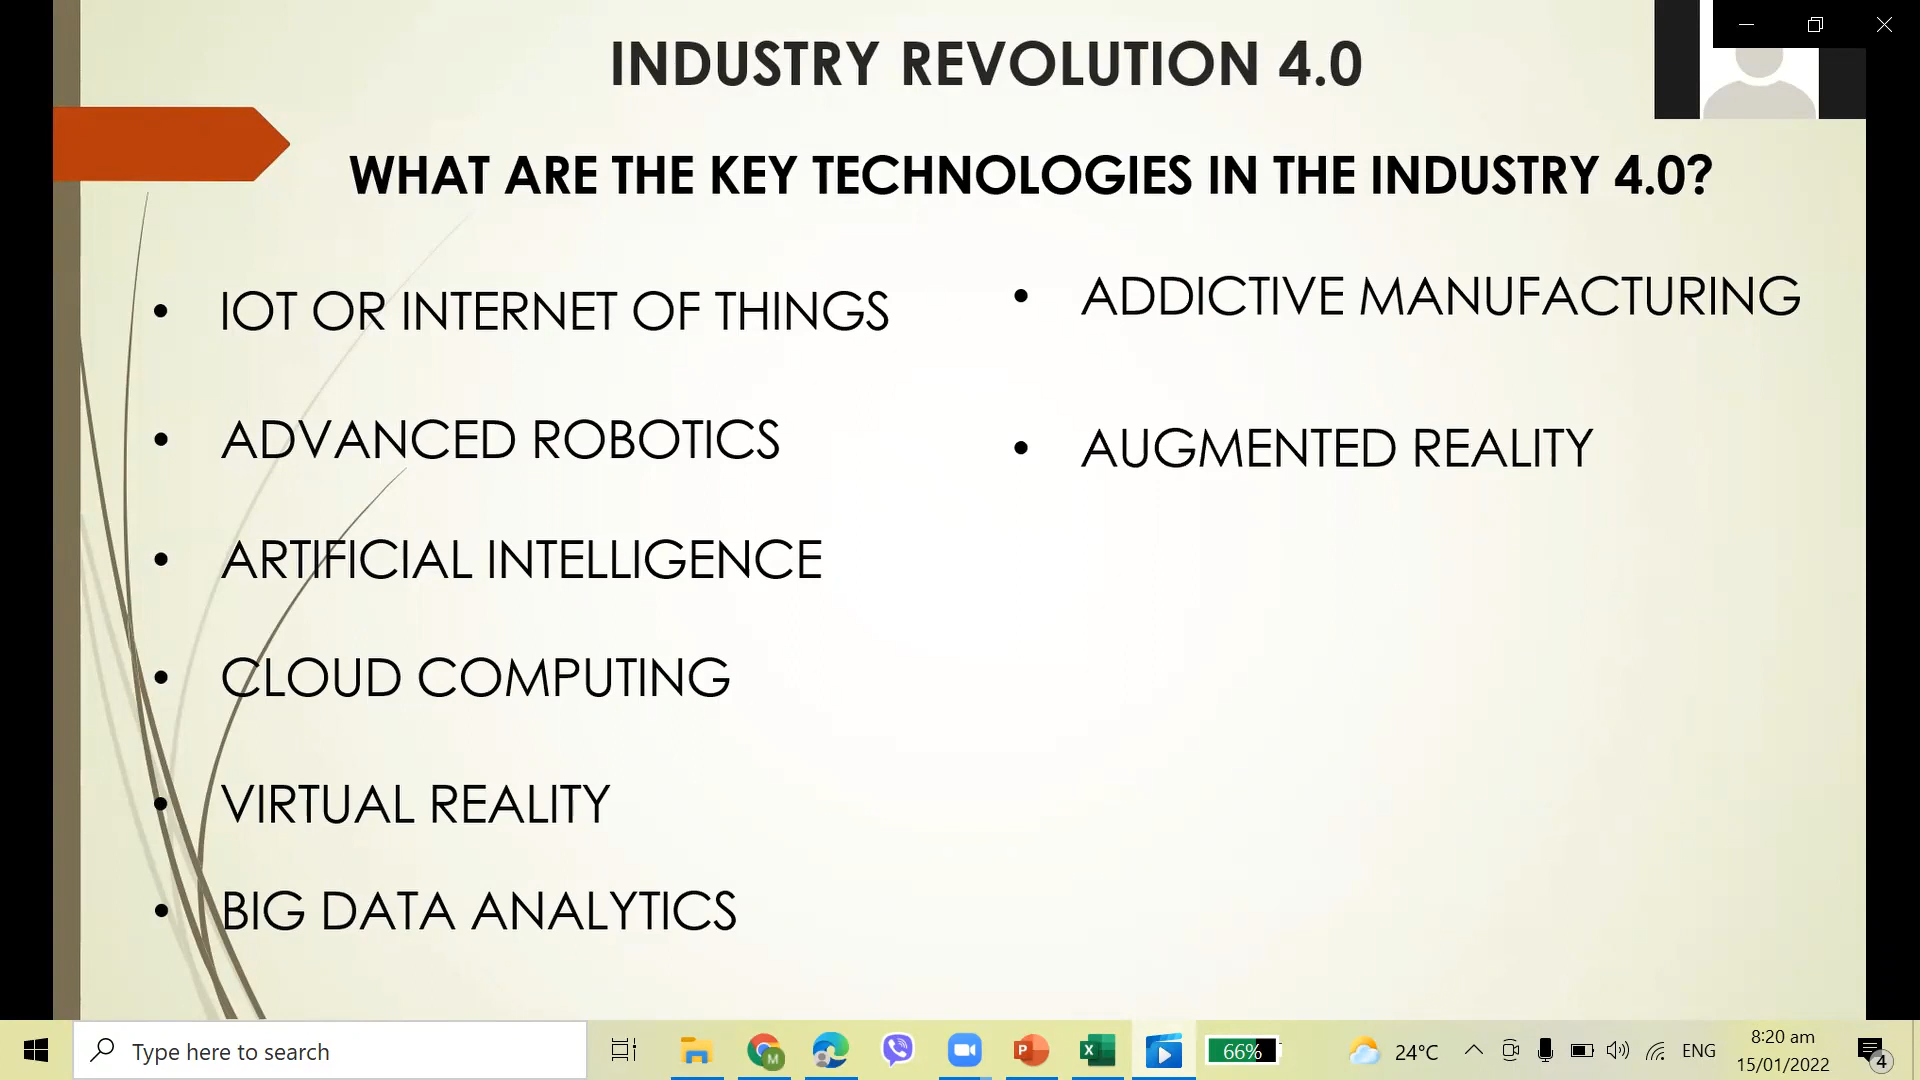 INDUSTRY REVOLUTION 4.0
WHAT ARE THE KEY TECHNOLOGIES IN THE INDUSTRY 4.0?
• IOT OR INTERNET OF THINGS
• ADVANCED ROBOTICS
• ARTIFICIAL INTELLIGENCE
• CLOUD COMPUTING
• VIRTUAL REALITY
• BIG DATA ANALYTICS
• ADDICTIVE MANUFACTURING
• AUGMENTED REALITY
Type here to search
M
P
X
66%
24°C
ENG
8:20 am
15/01/2022
4